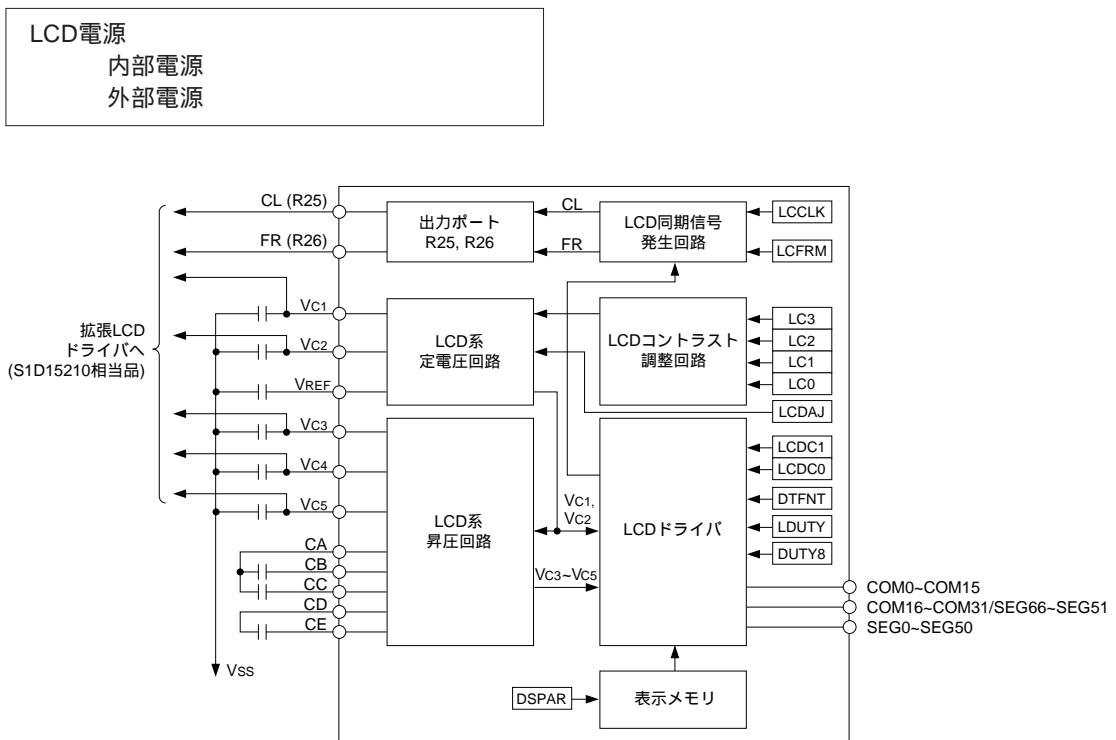 LCD電源
内部電源
外部電源
CL (R25)
FR (R26)
VC1
VC2
VREF
VC3
VC4
VC5
CA
CB
CC
CD
CE
VSS
拡張LCD
ドライバへ
(S1D15210相当品)
出力ポート
R25, R26
CL
FR
LCD同期信号
発生回路
LCCLK
LCFRM
LCD系
定電圧回路
LCDコントラスト
調整回路
LC3
LC2
LC1
LC0
LCDAJ
LCD系
昇圧回路
VC1,
VC2
VC3~VC5
LCDドライバ
LCDC1
LCDC0
DTFNT
LDUTY
DUTY8
COM0~COM15
COM16~COM31/SEG66~SEG51
SEG0~SEG50
DSPAR
表示メモリ